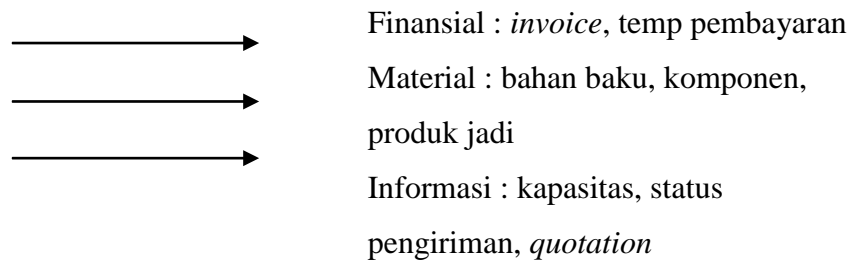 Finansial : invoice, temp pembayaran
Material : bahan baku, komponen,
produk jadi
Informasi : kapasitas, status
pengiriman, quotation